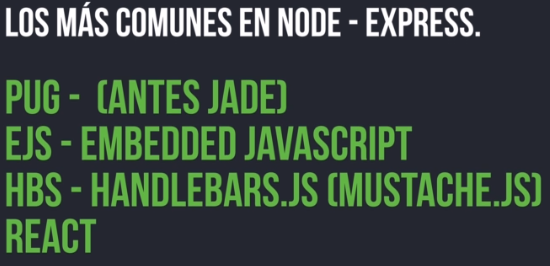 LOS MÁS COMUNES EN NODE - EXPRESS.
PUG - (ANTES JADE)
EJS - EMBEDDED JAVASCRIPT
HBS - HANDLEBARS.JS (MUSTACHE.JS)
REACT